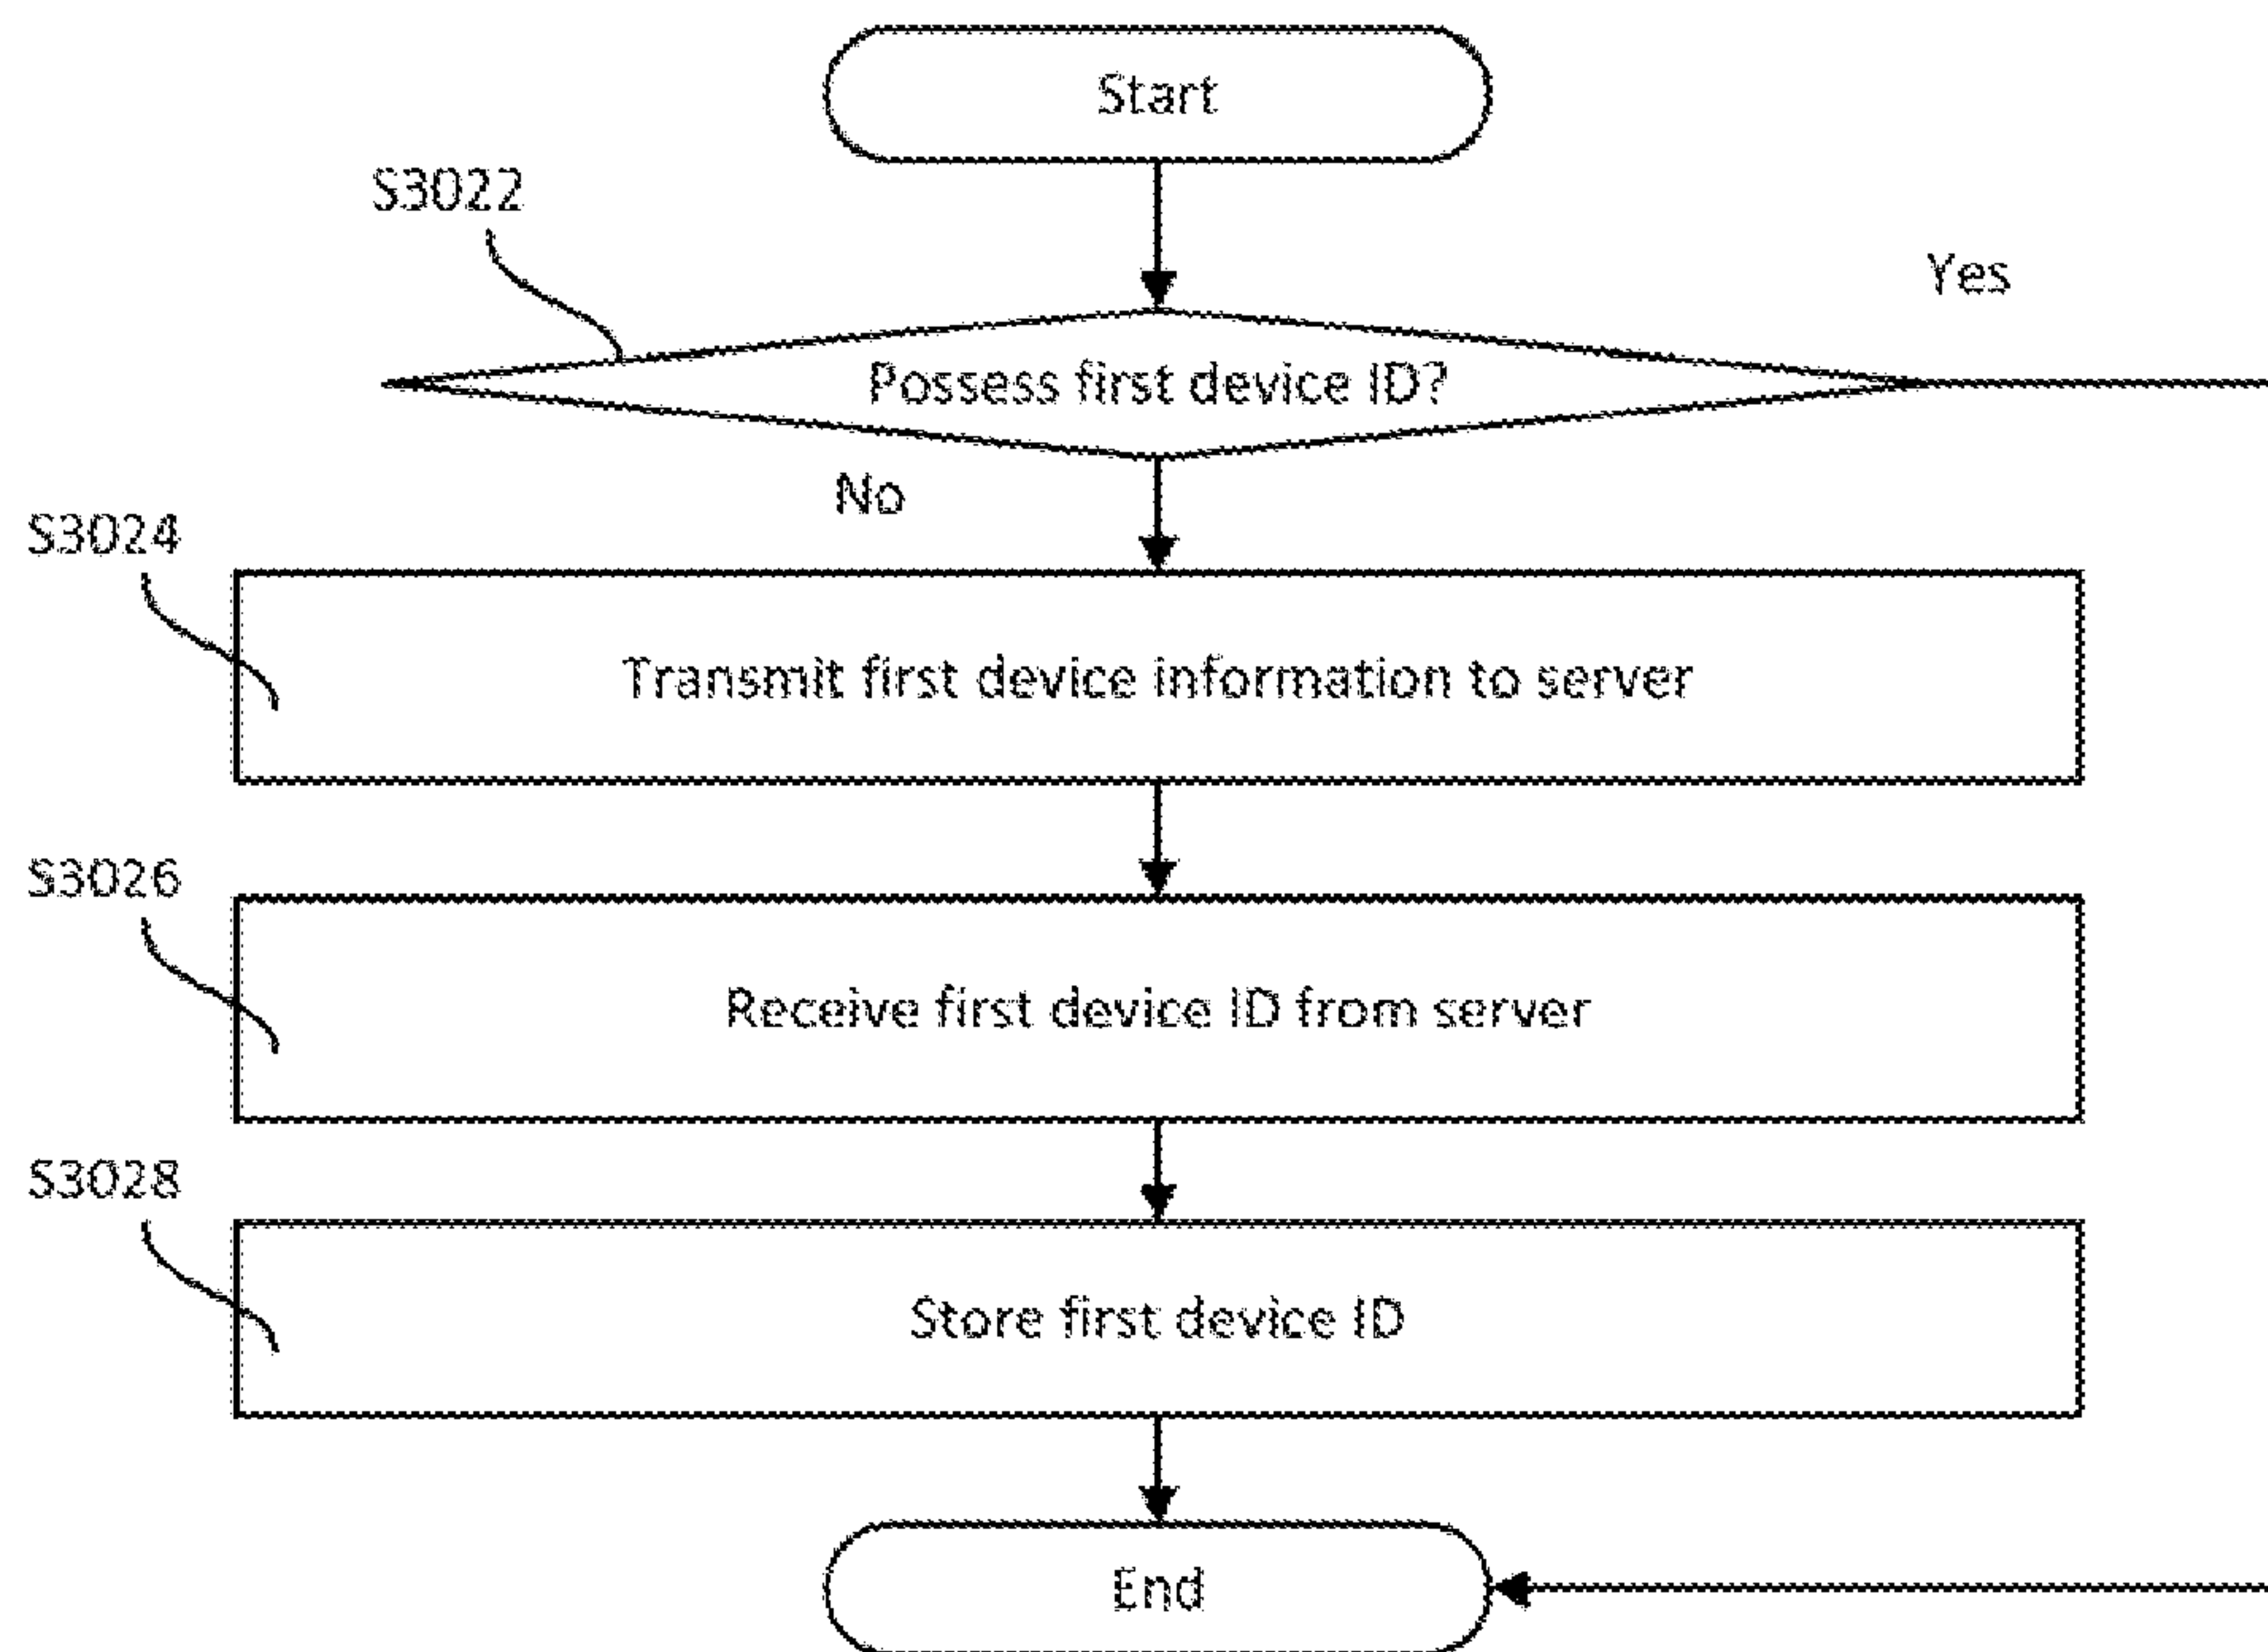 Start
S3022
Yes
Possess first device ID?
No
S3024
Transmit first device information to server
S3026
Receive first device ID from server
S3028
Store first device ID
End